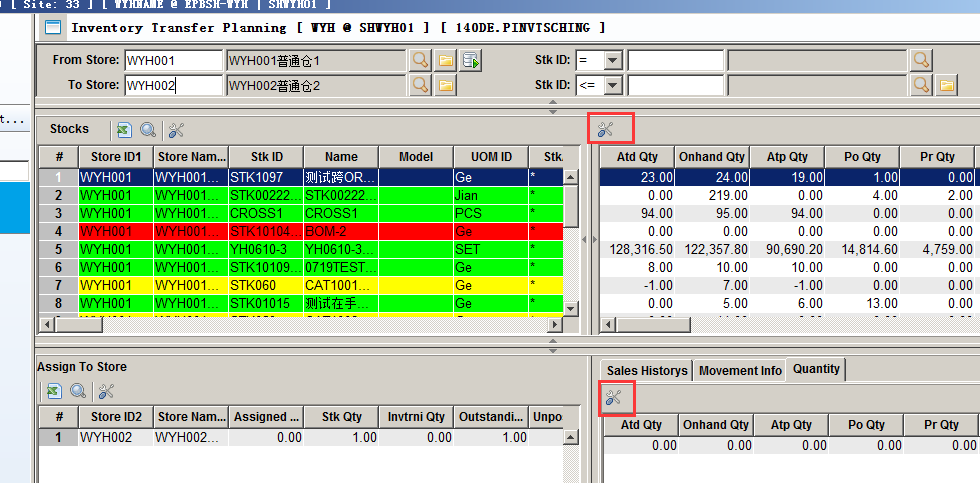 [ Site: 33 ] [ WYHNAME @ EPBSH-WYH | SHWYH01 ]
Inventory Transfer Planning [ WYH @ SHWYH01 ] [ 140DE.PINVTSCHING ]
From Store: WYH001 WYH001普通仓1 Stk ID: =
To Store: WYH002 WYH002普通仓2 Stk ID: <=
t...
Stocks
# Store ID1 Store Nam... Stk ID Name Model UOM ID Stk Atd Qty Onhand Qty Atp Qty Po Qty Pr Qty
1 WYH001 WYH001... STK1097 测试跨OR... Ge * 23.00 24.00 19.00 1.00 0.00
2 WYH001 WYH001... STK00222... STK00222... Jian * 0.00 219.00 0.00 4.00 2.00
3 WYH001 WYH001... CROSS1 CROSS1 PCS * 94.00 95.00 94.00 0.00 0.00
4 WYH001 WYH001... STK10104... BOM-2 Ge * 0.00 0.00 0.00 0.00 0.00
5 WYH001 WYH001... YH0610-3 YH0610-3... SET * 128,316.50 122,357.80 90,690.20 14,814.60 4,759.00
6 WYH001 WYH001... STK10109... 0719TEST... Ge * 8.00 10.00 10.00 0.00 0.00
7 WYH001 WYH001... STK060 CAT1001... Ge * -1.00 7.00 -1.00 0.00 0.00
8 WYH001 WYH001... STK01015 测试在手... Ge * 0.00 5.00 6.00 13.00 0.00
Assign To Store
Sales Historys Movement Info Quantity
# Store ID2 Store Nam... Assigned ... Stk Qty Invtrni Qty Outstandi... Unpo Atd Qty Onhand Qty Atp Qty Po Qty Pr Qty
1 WYH002 WYH002... 0.00 1.00 0.00 1.00 0.00 0.00 0.00 0.00 0.00